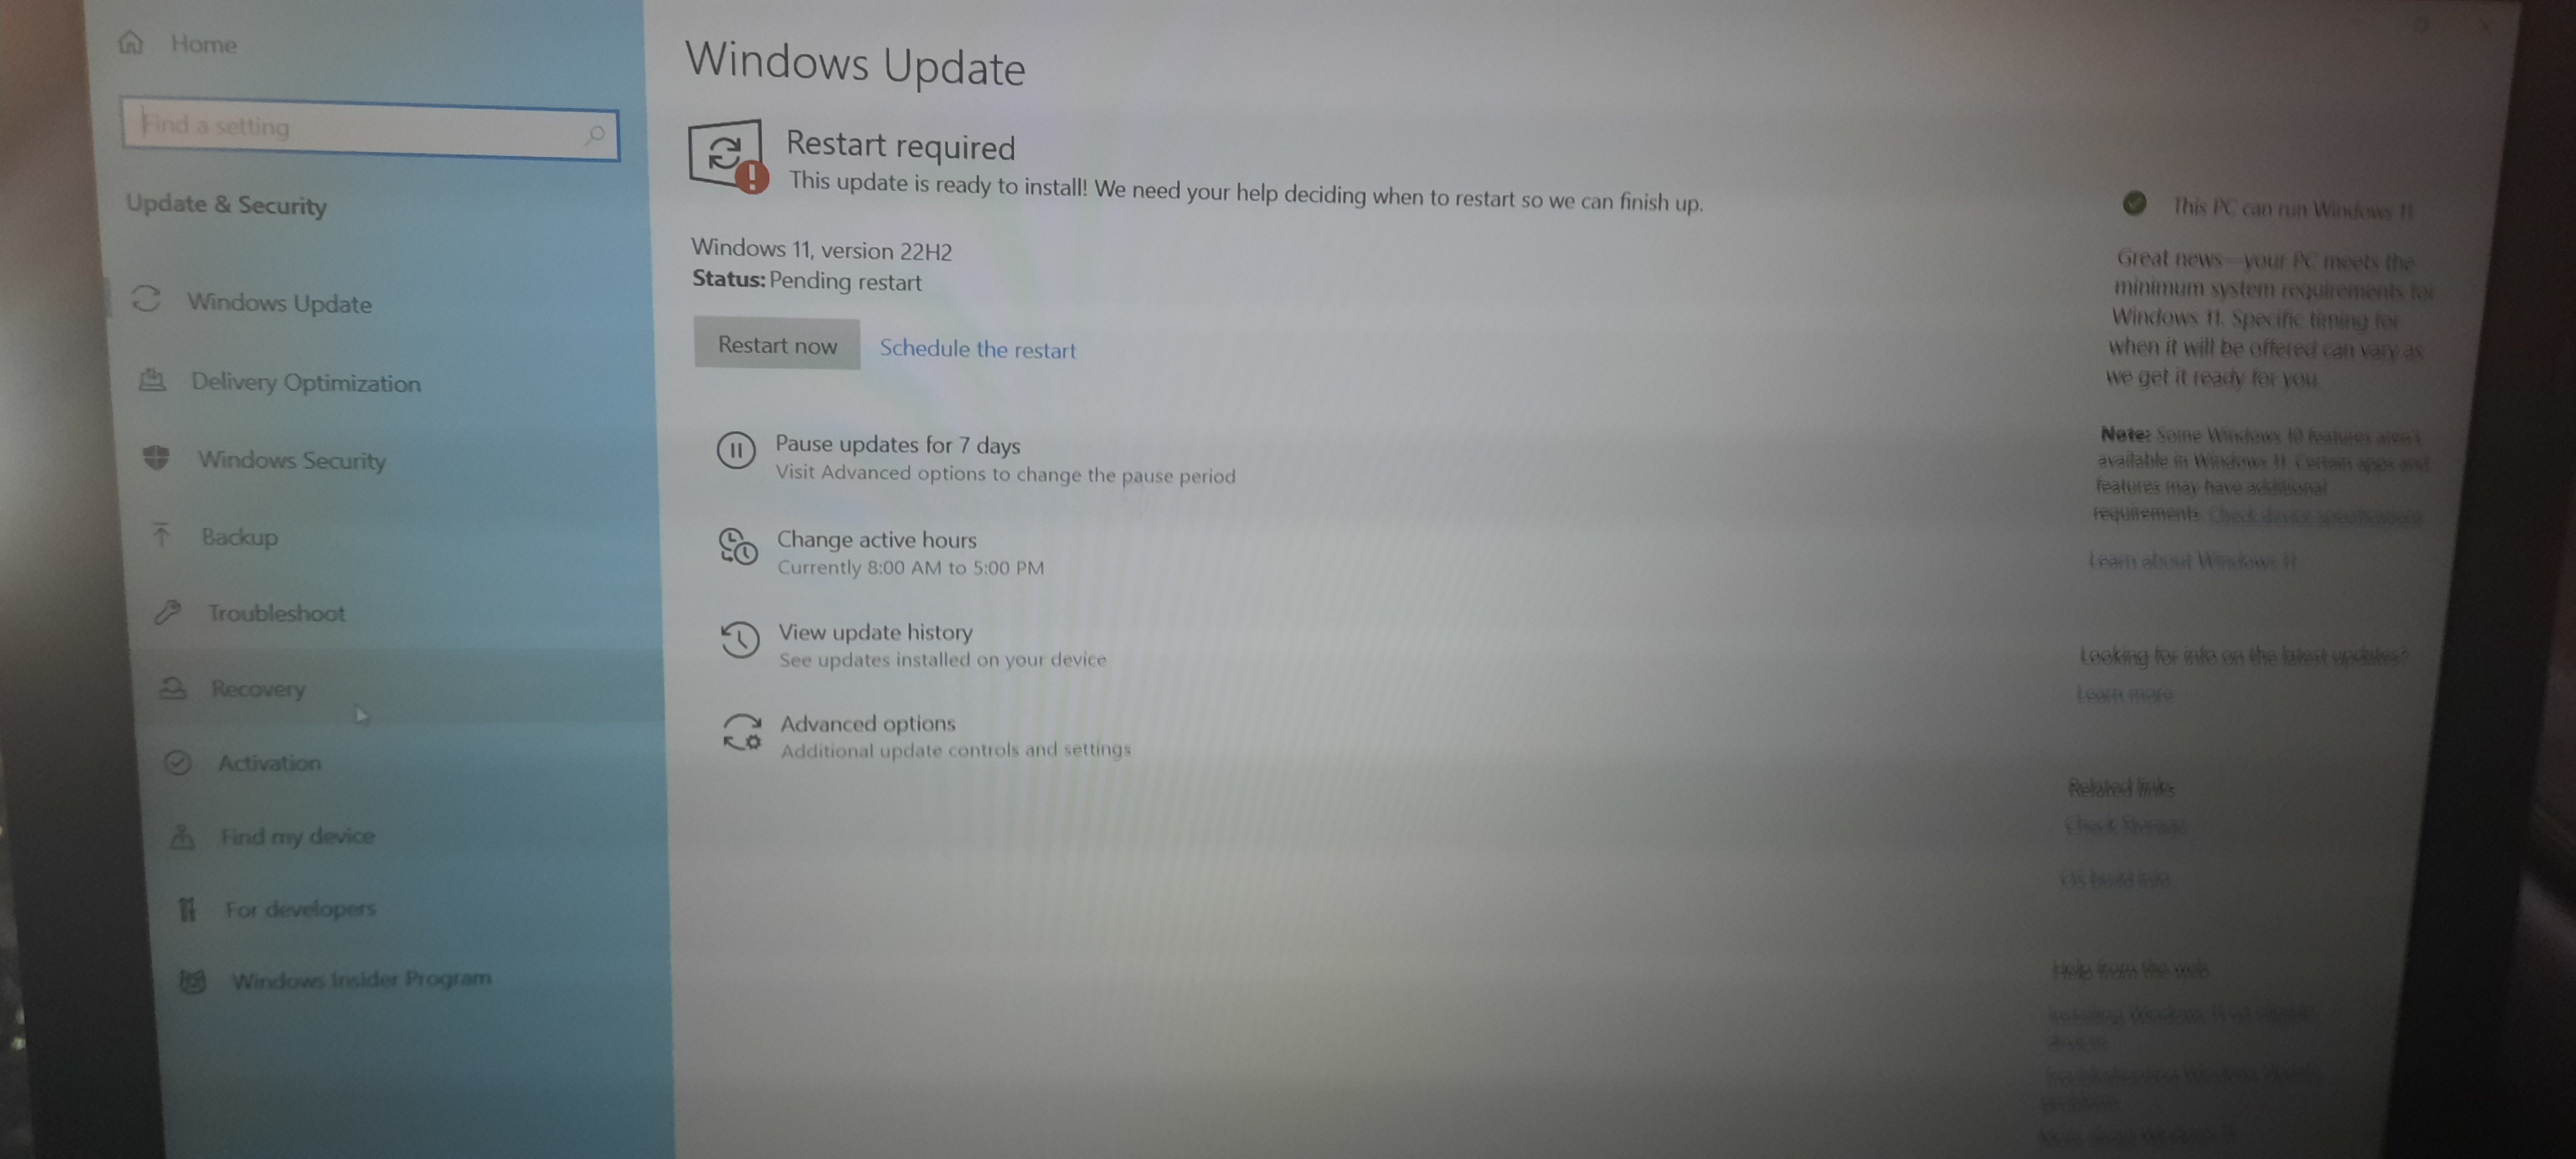 Home
Find a setting
Update & Security
Windows Update
Delivery Optimization
Windows Security
Backup
Troubleshoot
Recovery
Activation
Find my device
For developers
Windows Insider Program
Windows Update
Restart required
This update is ready to install! We need your help deciding when to restart so we can finish up.
Windows 11, version 22H2
Status: Pending restart
Restart now
Schedule the restart
Pause updates for 7 days
Visit Advanced options to change the pause period
Change active hours
Currently 8:00 AM to 5:00 PM
View update history
See updates installed on your device
Advanced options
Additional update controls and settings
This PC can run Windows 11
Great news—your PC meets the
minimum system requirements for
Windows 11. Specific timing for
when it will be offered can vary as
we get it ready for you.
Note: Some Windows 10 features aren't
available in Windows 11. Certain apps and
features may have additional
requirements. Check device specifications
Learn about Windows 11
Looking for info on the latest updates?
Learn more
Related links
Check Storage
OS build info
Help from the web